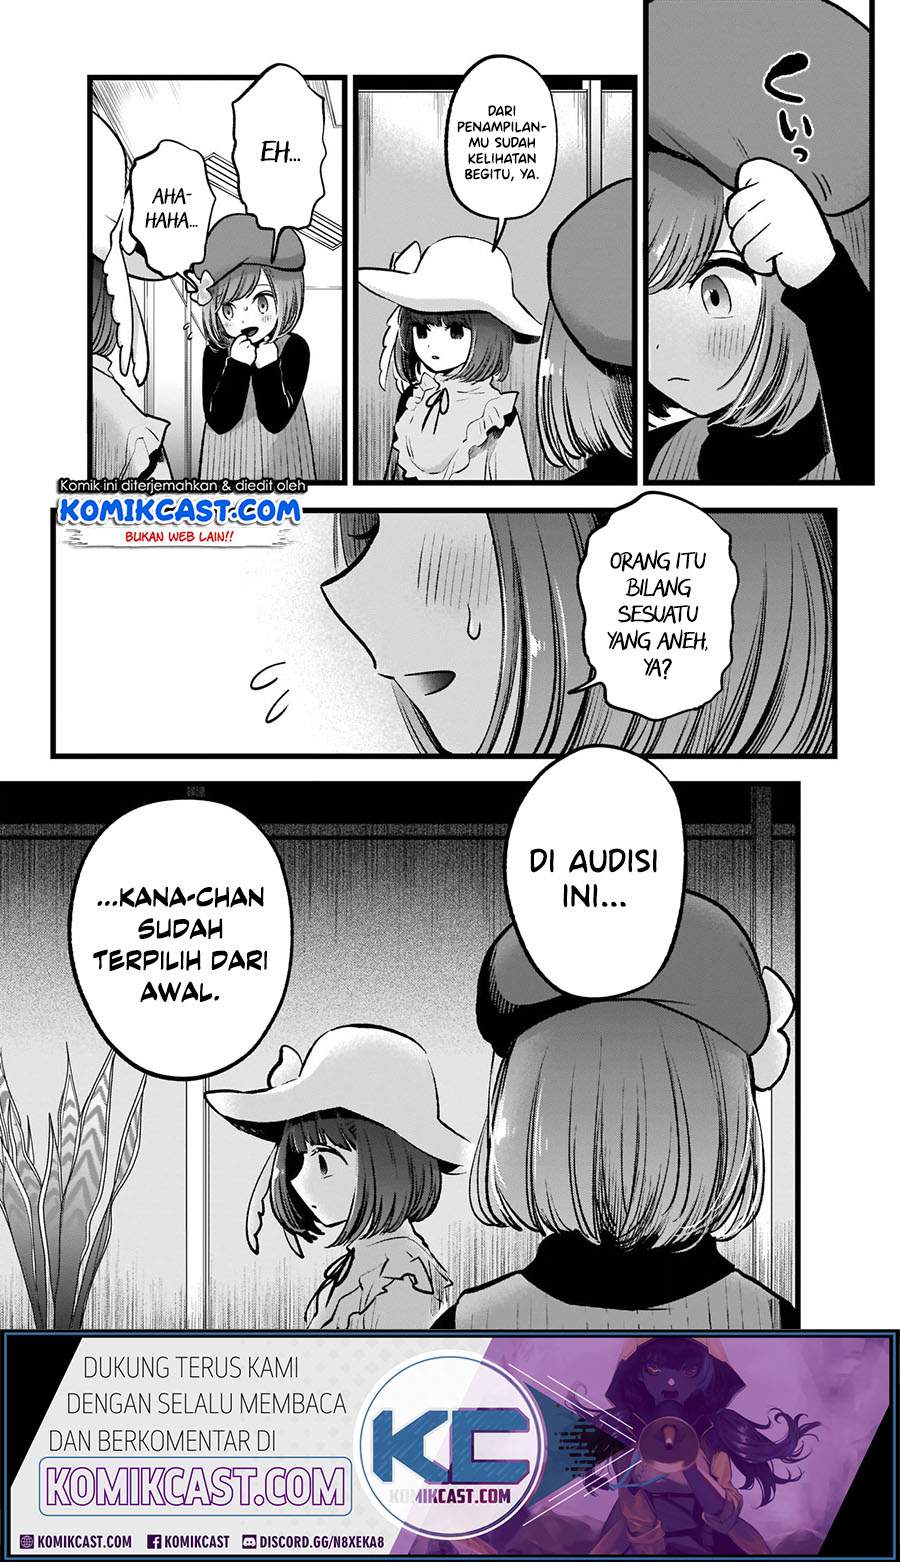 くいっ
DARI
PENAMPILAN-
MU SUDAH
KELIHATAN
BEGITU, YA.
EH...
AHA-
HAHA...
Komik ini diterjemahkan & diedit oleh
KOMIKCAST.COM
BUKAN WEB LAIN!!
ORANG ITU
BILANG
SESUATU
YANG ANEH,
YA?
DI AUDISI
INI...
...KANA-CHAN
SUDAH
TERPILIH DARI
AWAL.
DUKUNG TERUS KAMI
DENGAN SELALU MEMBACA
DAN BERKOMENTAR DI
KOMIKCAST.COM
KC
KOMIKCAST.COM
KOMIKCAST.COM KOMIKCAST.COM DISCORD.GG/N8XEKA8